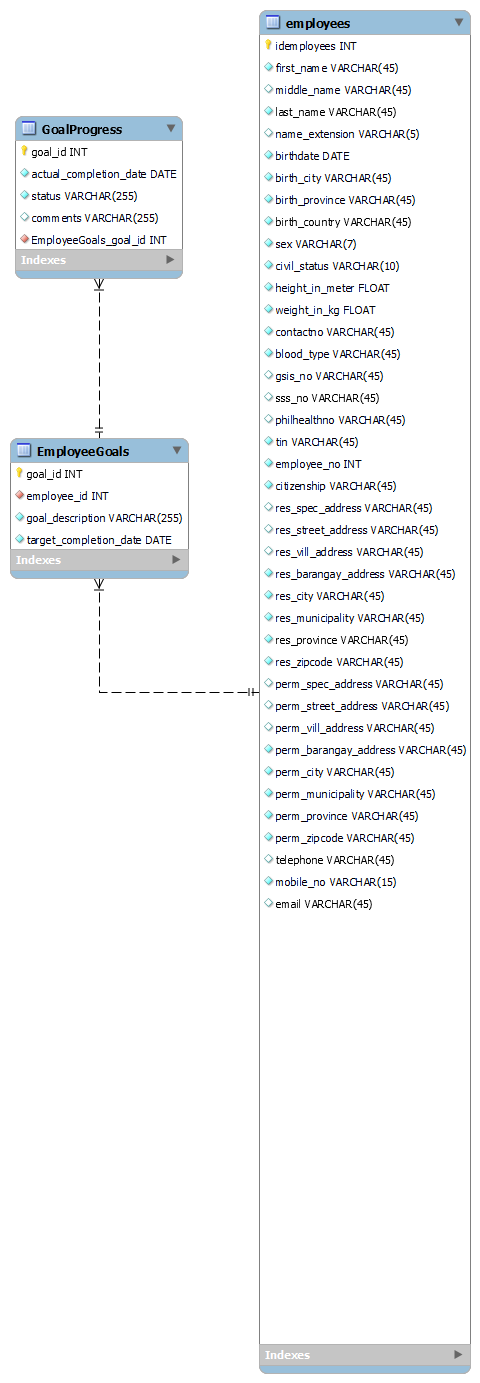 GoalProgress
goal_id INT
actual_completion_date DATE
status VARCHAR(255)
comments VARCHAR(255)
EmployeeGoals_goal_id INT
Indexes
EmployeeGoals
goal_id INT
employee_id INT
goal_description VARCHAR(255)
target_completion_date DATE
Indexes
employees
idemployees INT
first_name VARCHAR(45)
middle_name VARCHAR(45)
last_name VARCHAR(45)
name_extension VARCHAR(5)
birthdate DATE
birth_city VARCHAR(45)
birth_province VARCHAR(45)
birth_country VARCHAR(45)
sex VARCHAR(7)
civil_status VARCHAR(10)
height_in_meter FLOAT
weight_in_kg FLOAT
contactno VARCHAR(45)
blood_type VARCHAR(45)
gsis_no VARCHAR(45)
sss_no VARCHAR(45)
philhealthno VARCHAR(45)
tin VARCHAR(45)
employee_no INT
citizenship VARCHAR(45)
res_spec_address VARCHAR(45)
res_street_address VARCHAR(45)
res_vill_address VARCHAR(45)
res_barangay_address VARCHAR(45)
res_city VARCHAR(45)
res_municipality VARCHAR(45)
res_province VARCHAR(45)
res_zipcode VARCHAR(45)
perm_spec_address VARCHAR(45)
perm_street_address VARCHAR(45)
perm_vill_address VARCHAR(45)
perm_barangay_address VARCHAR(45)
perm_city VARCHAR(45)
perm_municipality VARCHAR(45)
perm_province VARCHAR(45)
perm_zipcode VARCHAR(45)
telephone VARCHAR(45)
mobile_no VARCHAR(15)
email VARCHAR(45)
Indexes